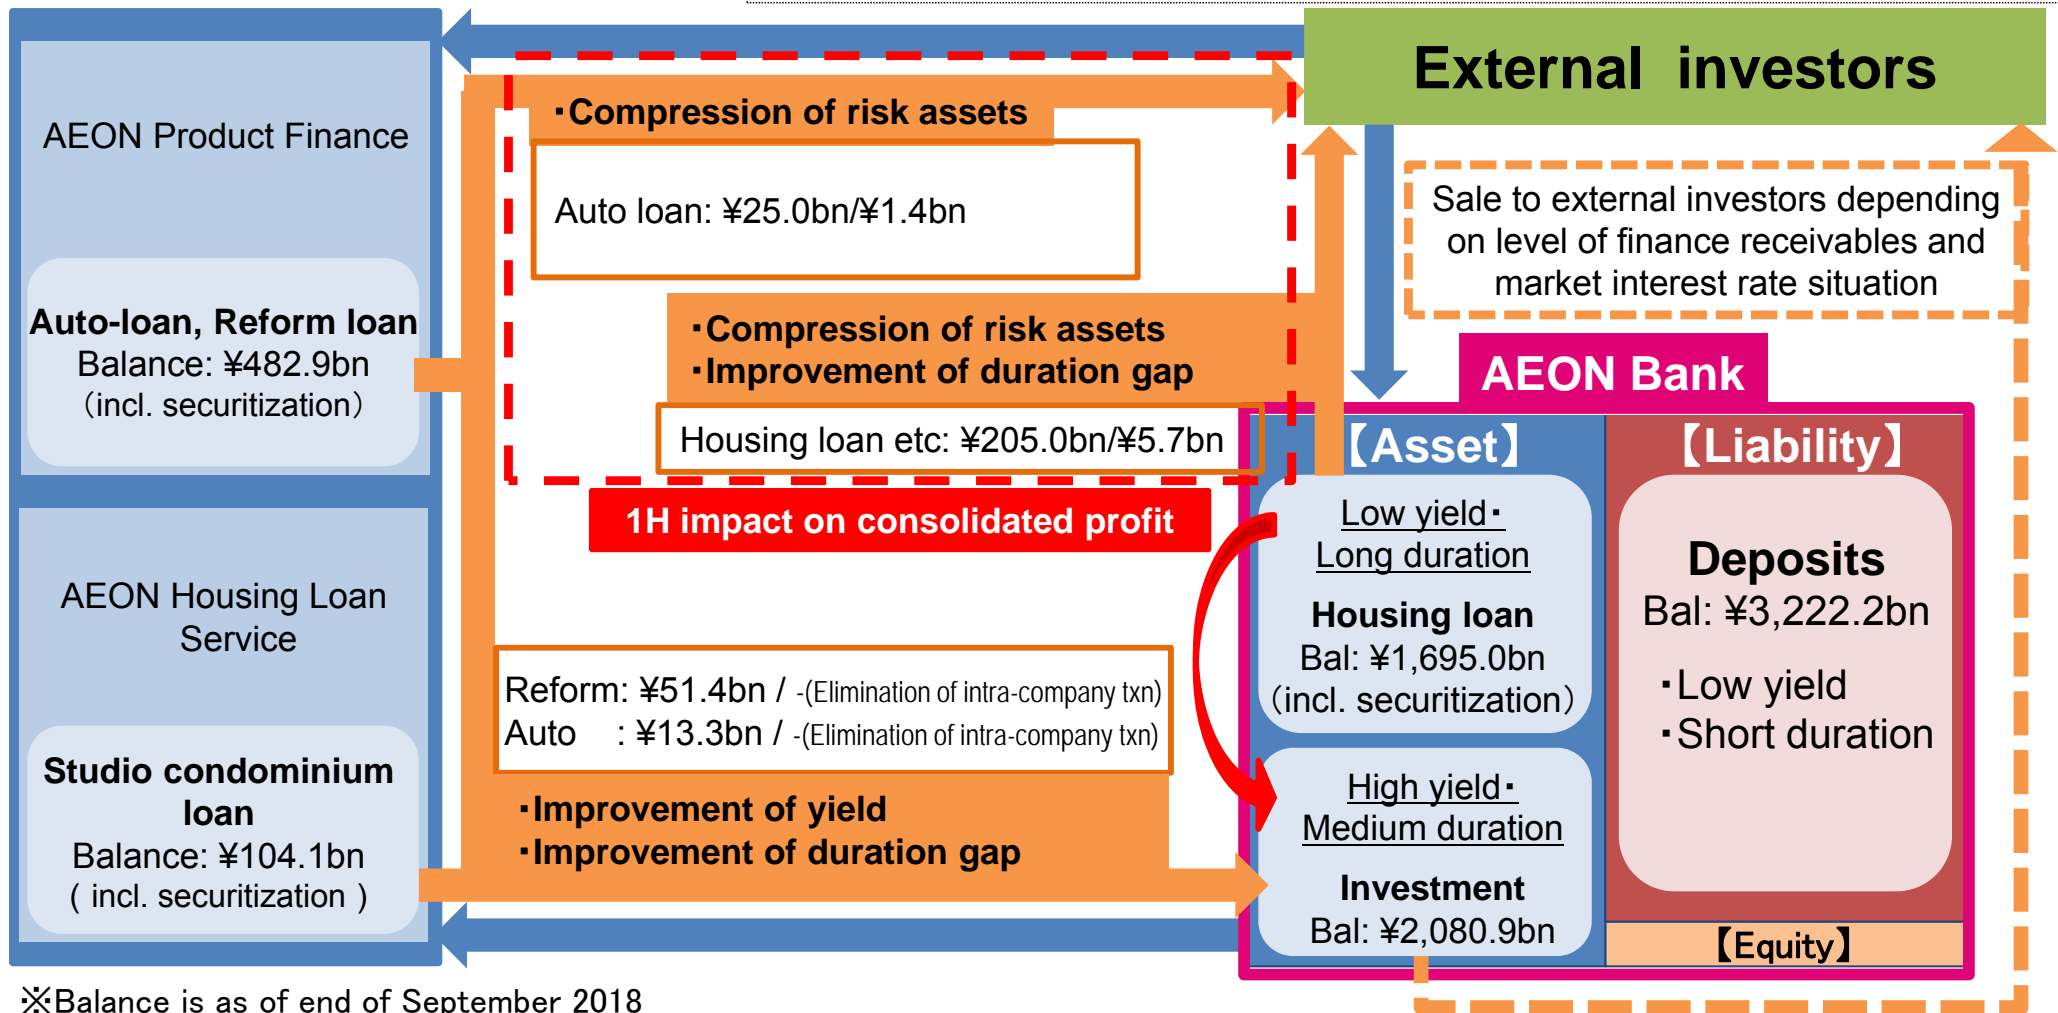 External investors
・Compression of risk assets
AEON Product Finance
Auto loan: ¥25.0bn/¥1.4bn
Sale to external investors depending
on level of finance receivables and
market interest rate situation
Auto-loan, Reform loan
Balance: ¥482.9bn
（incl. securitization）
・Compression of risk assets
・Improvement of duration gap
AEON Bank
Housing loan etc: ¥205.0bn/¥5.7bn
【Asset】
【Liability】
1H impact on consolidated profit
Low yield・
Long duration
Housing loan
Bal: ¥1,695.0bn
（incl. securitization）
Deposits
Bal: ¥3,222.2bn
・Low yield
・Short duration
AEON Housing Loan
Service
Reform: ¥51.4bn / -(Elimination of intra-company txn)
Auto : ¥13.3bn / -(Elimination of intra-company txn)
Studio condominium
loan
Balance: ¥104.1bn
( incl. securitization )
・Improvement of yield
・Improvement of duration gap
High yield・
Medium duration
Investment
Bal: ¥2,080.9bn
【Equity】
※Balance is as of end of September 2018